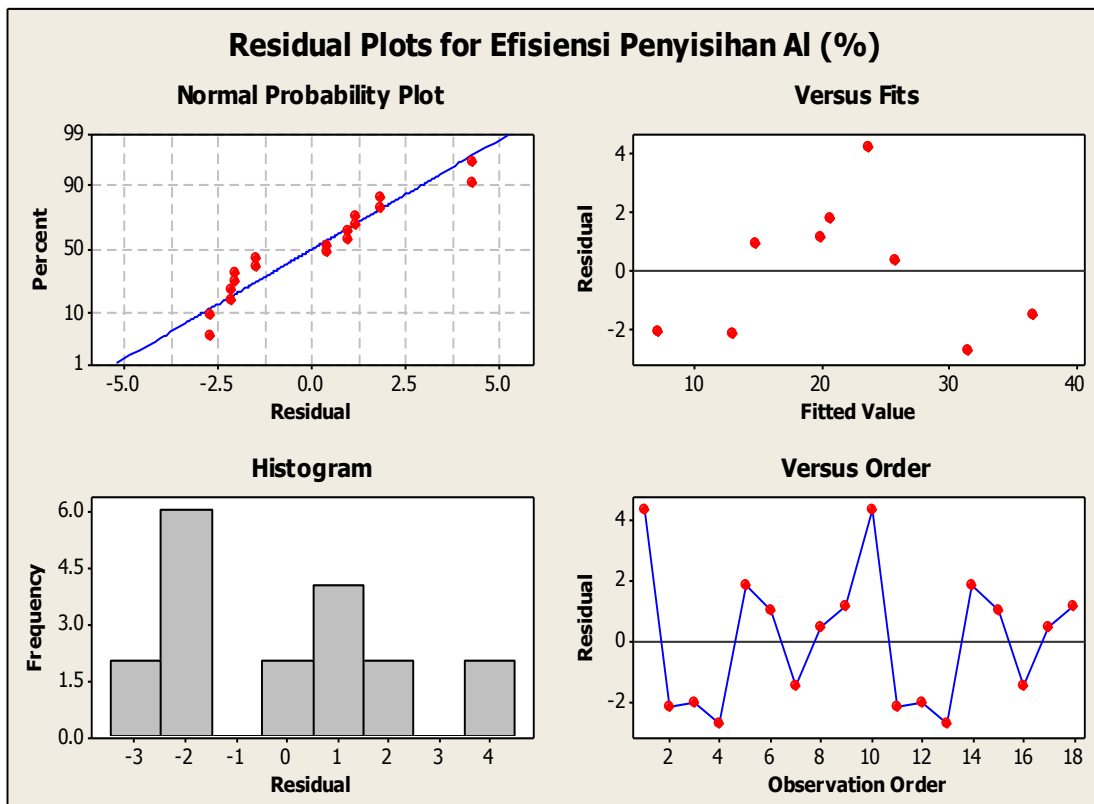 Residual Plots for Efisiensi Penyisihan Al (%)
Normal Probability Plot
99
90
50
10
1
Percent
-5.0 -2.5 0.0 2.5 5.0
Residual
Versus Fits
4
2
0
-2
Residual
10 20 30 40
Fitted Value
Histogram
6.0
4.5
3.0
1.5
0.0
Frequency
-3 -2 -1 0 1 2 3 4
Residual
Versus Order
4
2
0
-2
Residual
2 4 6 8 10 12 14 16 18
Observation Order